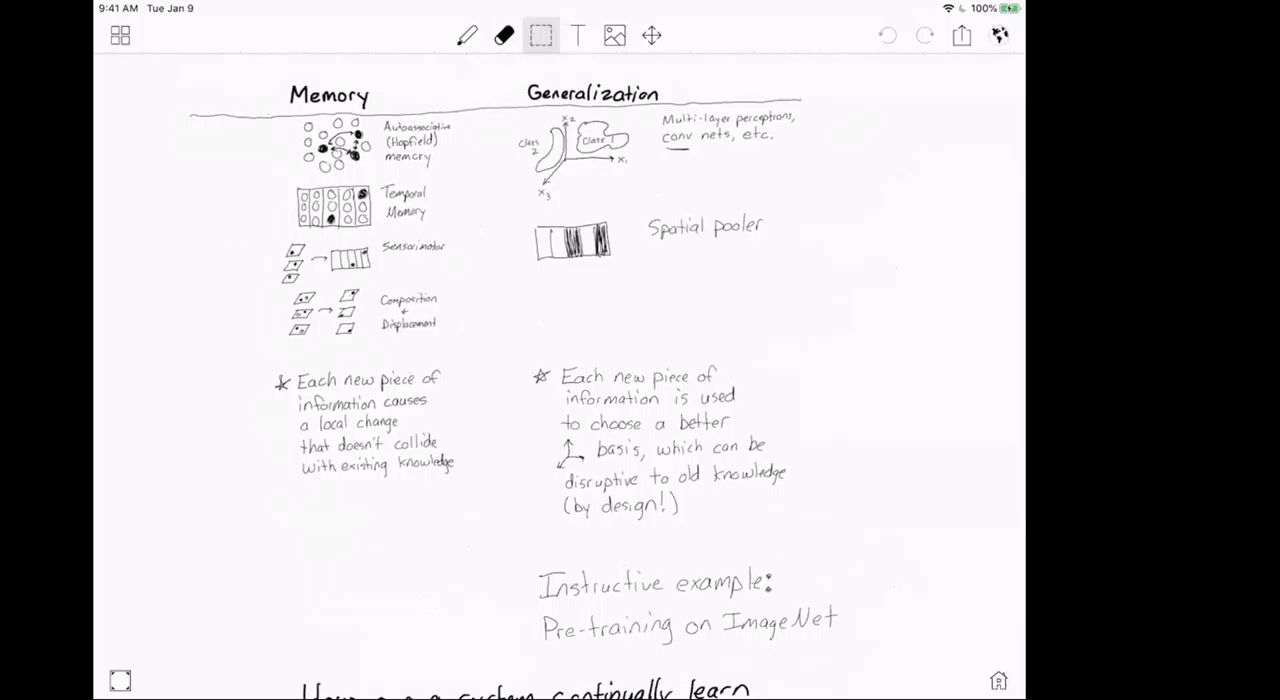 9:41 AM Tue Jan 9
100%
T
Memory
Generalization
Autoassociative
(Hopfield)
memory
Temporal
Memory
Sensorimotor
Composition
+
Displacement
x2
Class
2
Class 1
x1
x3
Multi-layer perceptrons,
conv nets, etc.
Spatial pooler
Each new piece of
information causes
a local change
that doesn't collide
with existing knowledge
Each new piece of
information is used
to choose a better
basis, which can be
disruptive to old knowledge
(by design!)
Instructive example:
Pre-training on ImageNet
system continually learn